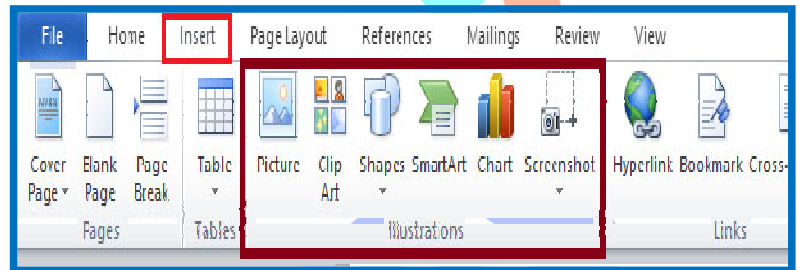 File Home Insert Page Layout References Mailings Review View
Cover Blank Page Table Picture Clip Shapes SmartArt Chart Screenshot Hyperlink Bookmark Cross-
Page Page Break Art
Pages Tables Illustrations Links